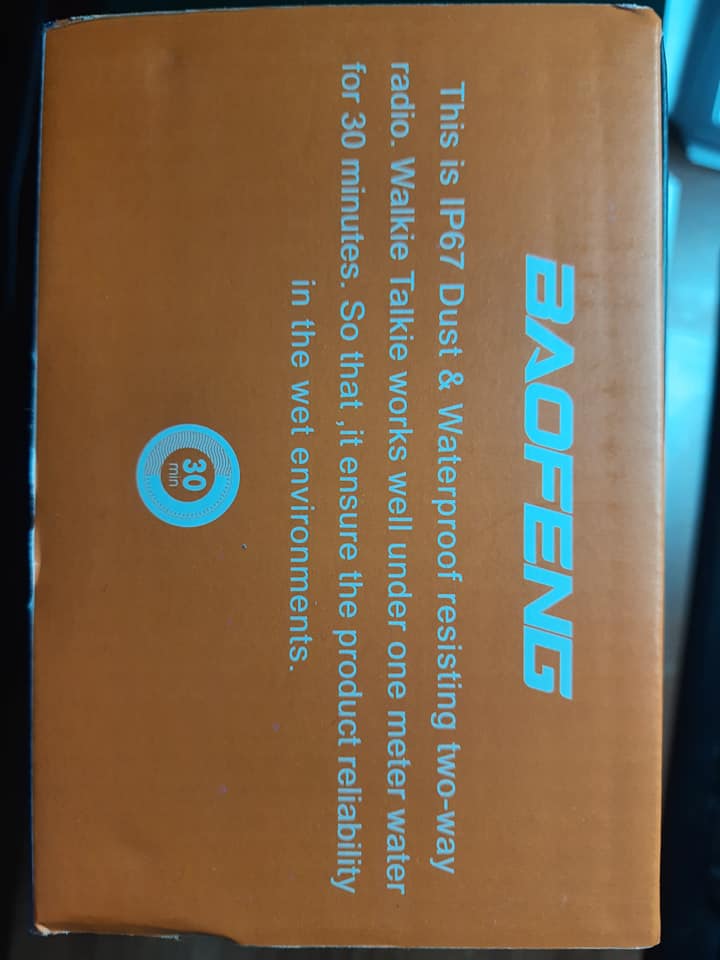 BAOFENG
This is IP67 Dust & Waterproof resisting two-way
radio. Walkie Talkie works well under one meter water
for 30 minutes. So that ,it ensure the product reliability
in the wet environments.
30
min